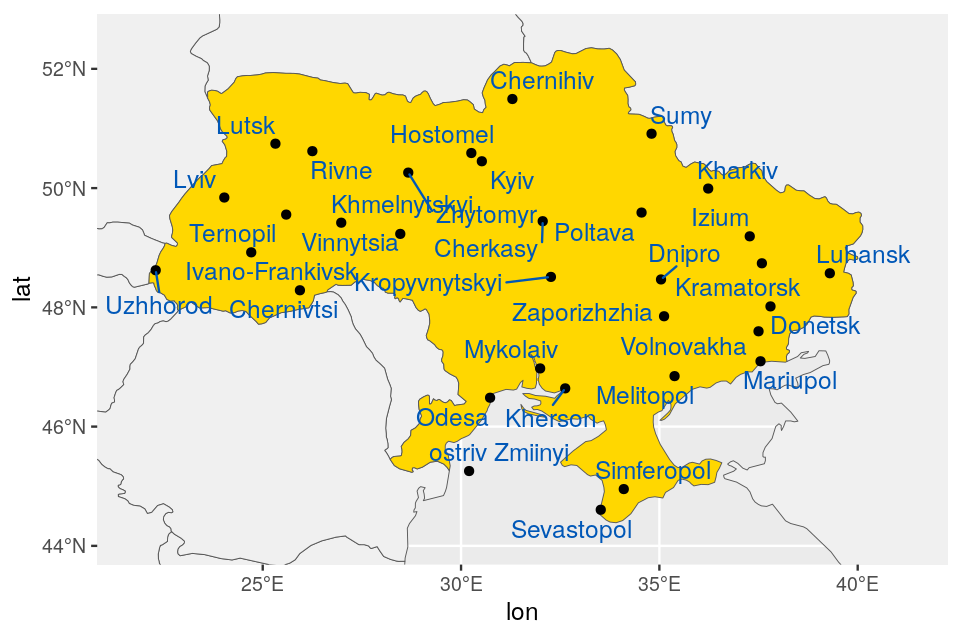 52°N
50°N
48°N
46°N
44°N
lat
Chernihiv
Sumy
Lutsk
Hostomel
Rivne
Kyiv
Kharkiv
Lviv
Khmelnytskyi
Zhytomyr
Izium
Ternopil
Vinnytsia
Cherkasy
Poltava
Dnipro
Luhansk
Ivano-Frankivsk
Kropyvnytskyi
Kramatorsk
Uzhhorod
Chernivtsi
Zaporizhzhia
Donetsk
Mykolaiv
Volnovakha
Mariupol
Odesa
Kherson
Melitopol
ostriv Zmiinyi
Simferopol
Sevastopol
25°E
30°E
35°E
40°E
lon